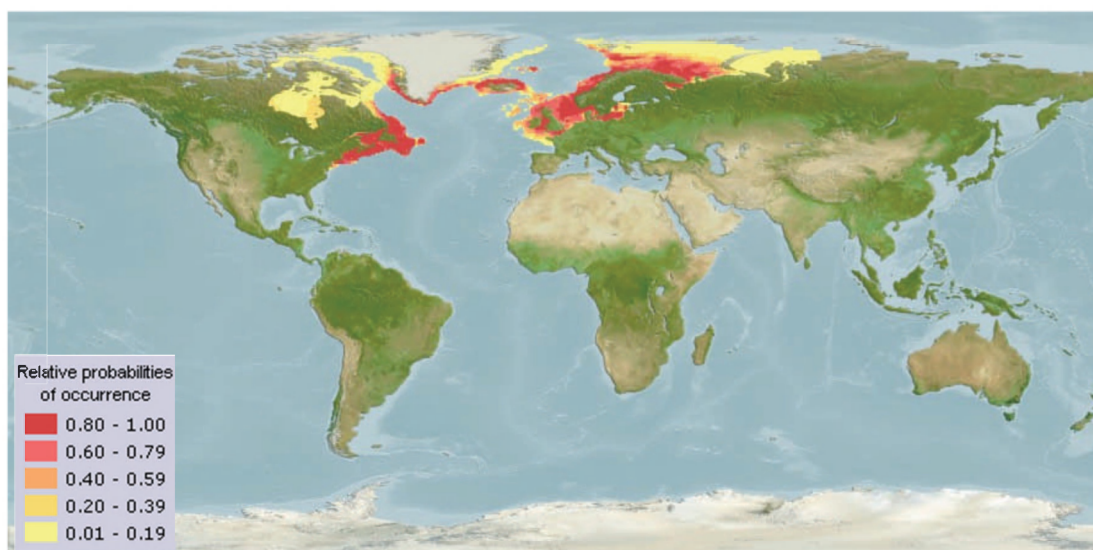 Relative probabilities
of occurrence
0.80 - 1.00
0.60 - 0.79
0.40 - 0.59
0.20 - 0.39
0.01 - 0.19